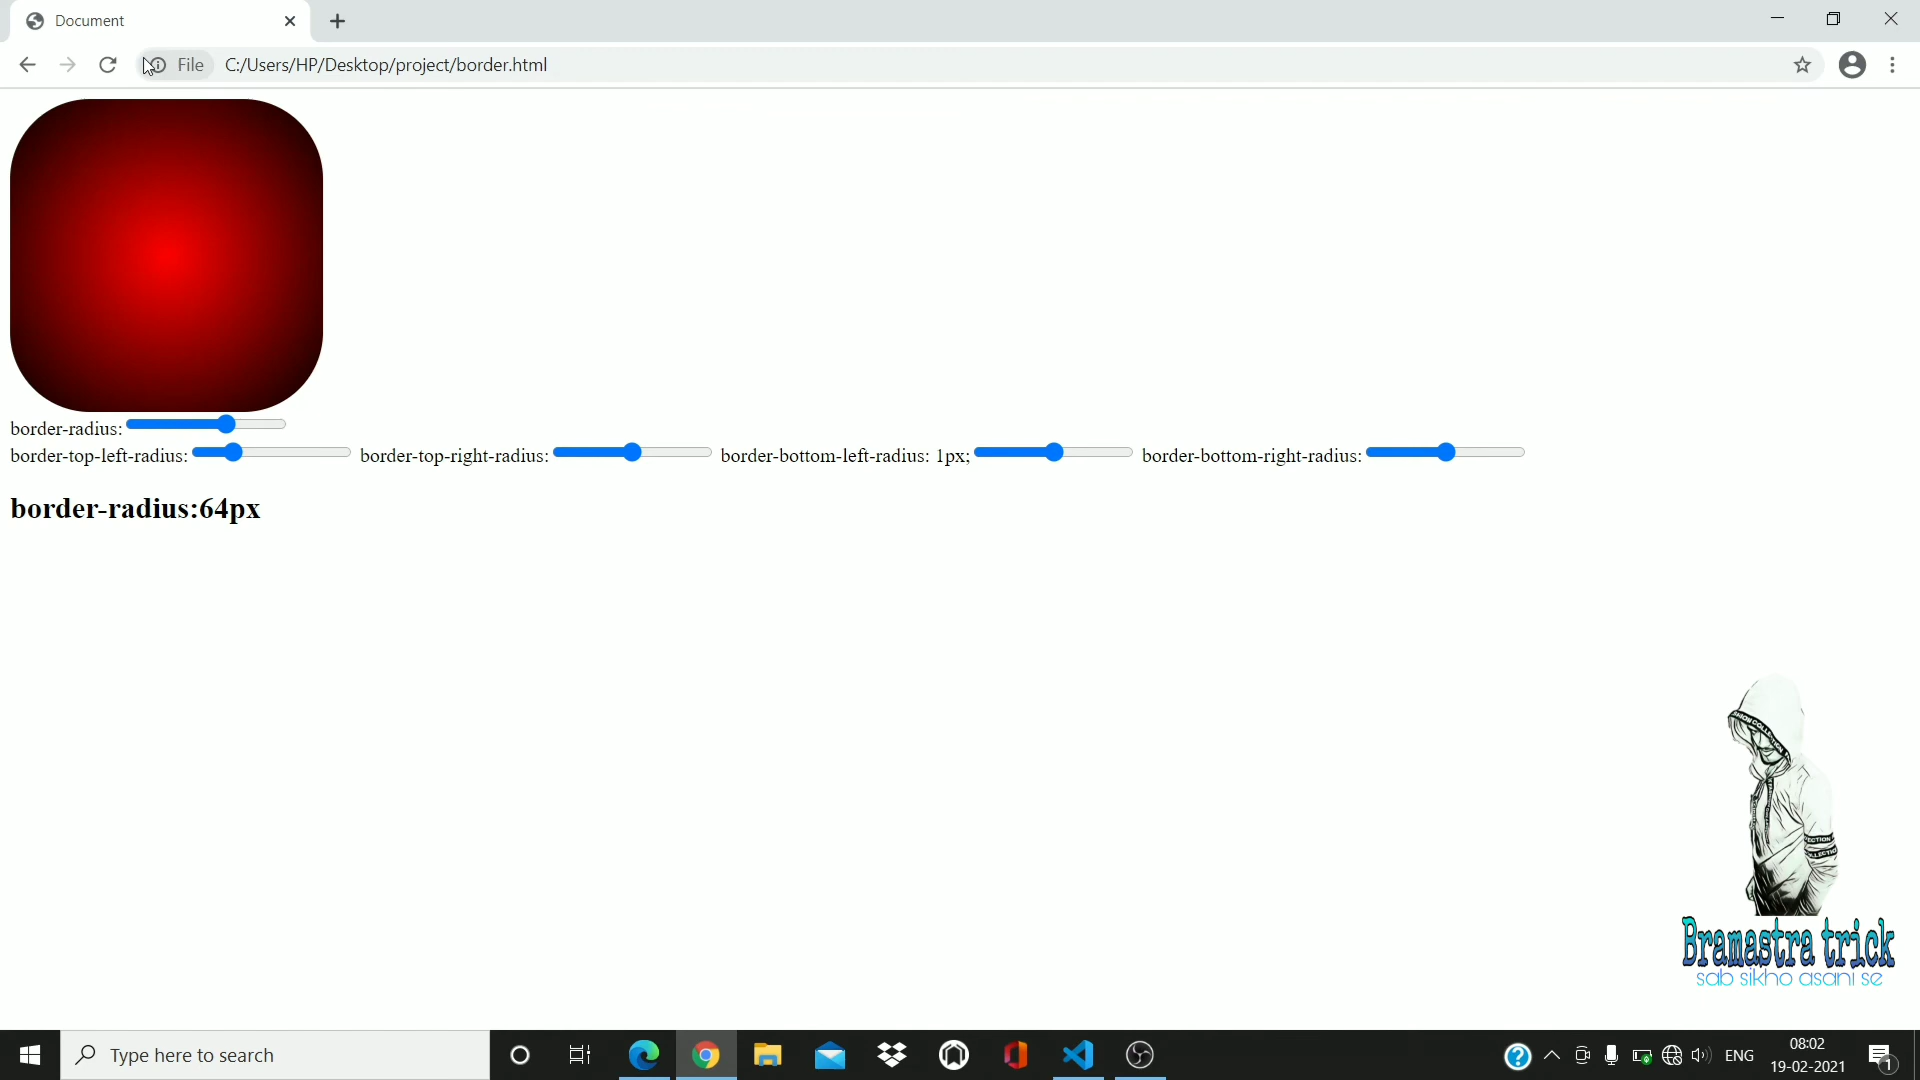 Document
File C:/Users/HP/Desktop/project/border.html
border-radius:
border-top-left-radius: border-top-right-radius: border-bottom-left-radius: 1px; border-bottom-right-radius:
border-radius:64px
Bramastra trick
sab sikho asani se
Type here to search
ENG
08:02
19-02-2021
1